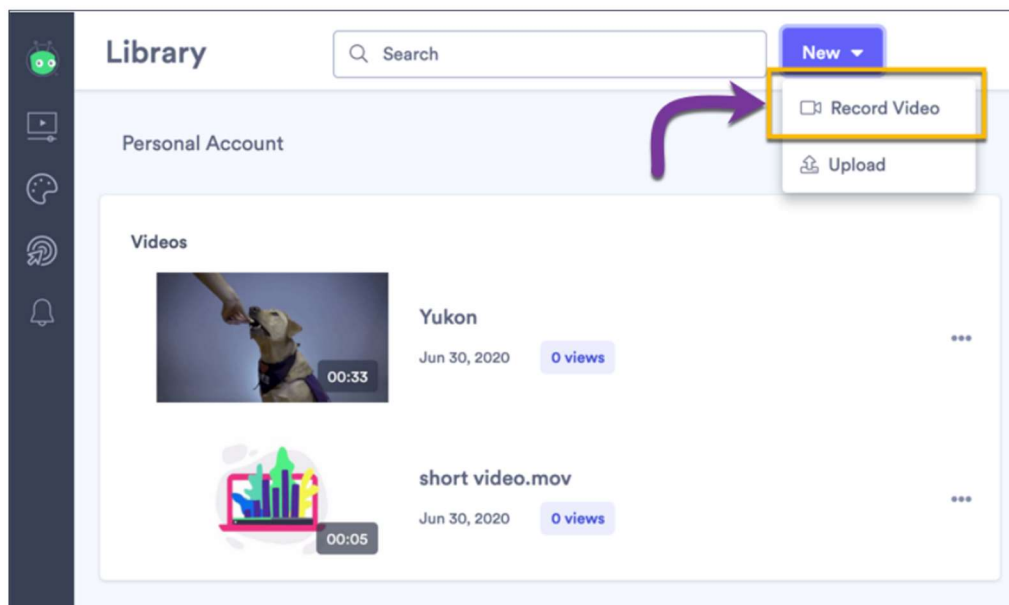 Library
Search
New
Record Video
Upload
Personal Account
Videos
Yukon
Jun 30, 2020
0 views
00:33
short video.mov
Jun 30, 2020
0 views
00:05